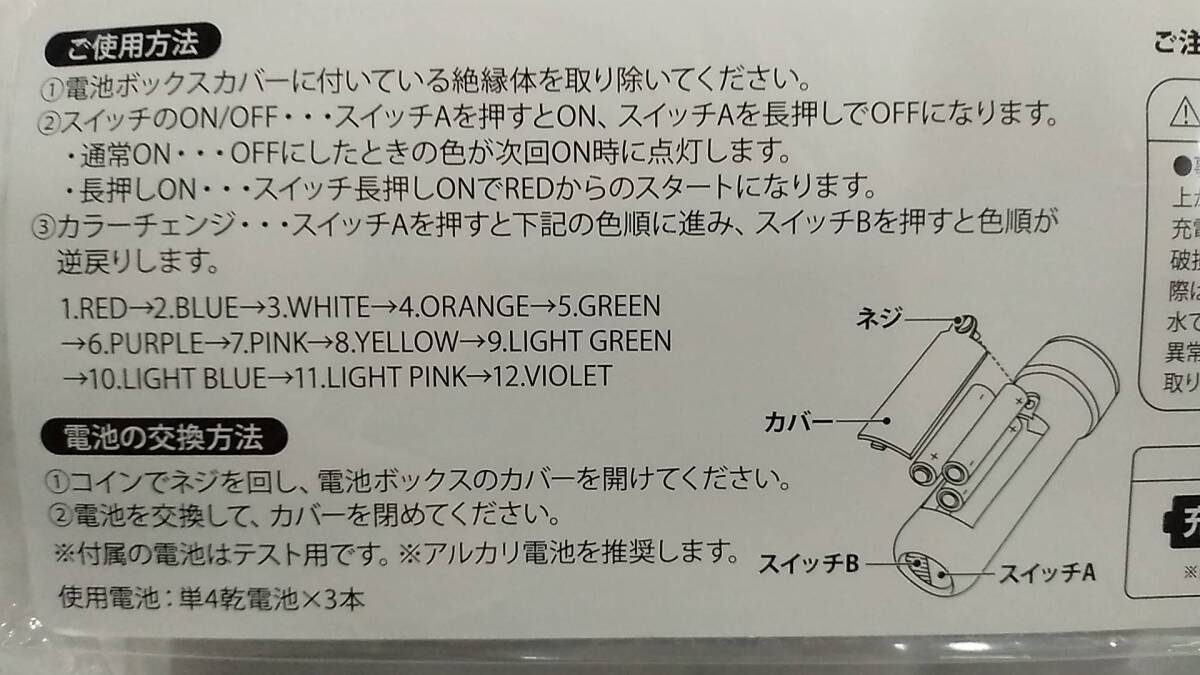 ご使用方法
①電池ボックスカバーに付いている絶縁体を取り除いてください。
②スイッチのON/OFF・・・スイッチAを押すとON、スイッチAを長押しでOFFになります。
・通常ON・・・OFFにしたときの色が次回ON時に点灯します。
・長押しON・・・スイッチ長押しONでREDからのスタートになります。
③カラーチェンジ・・・スイッチAを押すと下記の色順に進み、スイッチBを押すと色順が
逆戻りします。
1.RED→2.BLUE→3.WHITE→4.ORANGE→5.GREEN
→6.PURPLE→7.PINK→8.YELLOW→9.LIGHT GREEN
→10.LIGHT BLUE→11.LIGHT PINK→12.VIOLET
電池の交換方法
①コインでネジを回し、電池ボックスのカバーを開けてください。
②電池を交換して、カバーを閉めてください。
※付属の電池はテスト用です。※アルカリ電池を推奨します。
使用電池：単4乾電池×3本
ネジ
カバー
スイッチB
スイッチA
ご注
上か
充電
破損
際は
水で
異常
取り
充
※